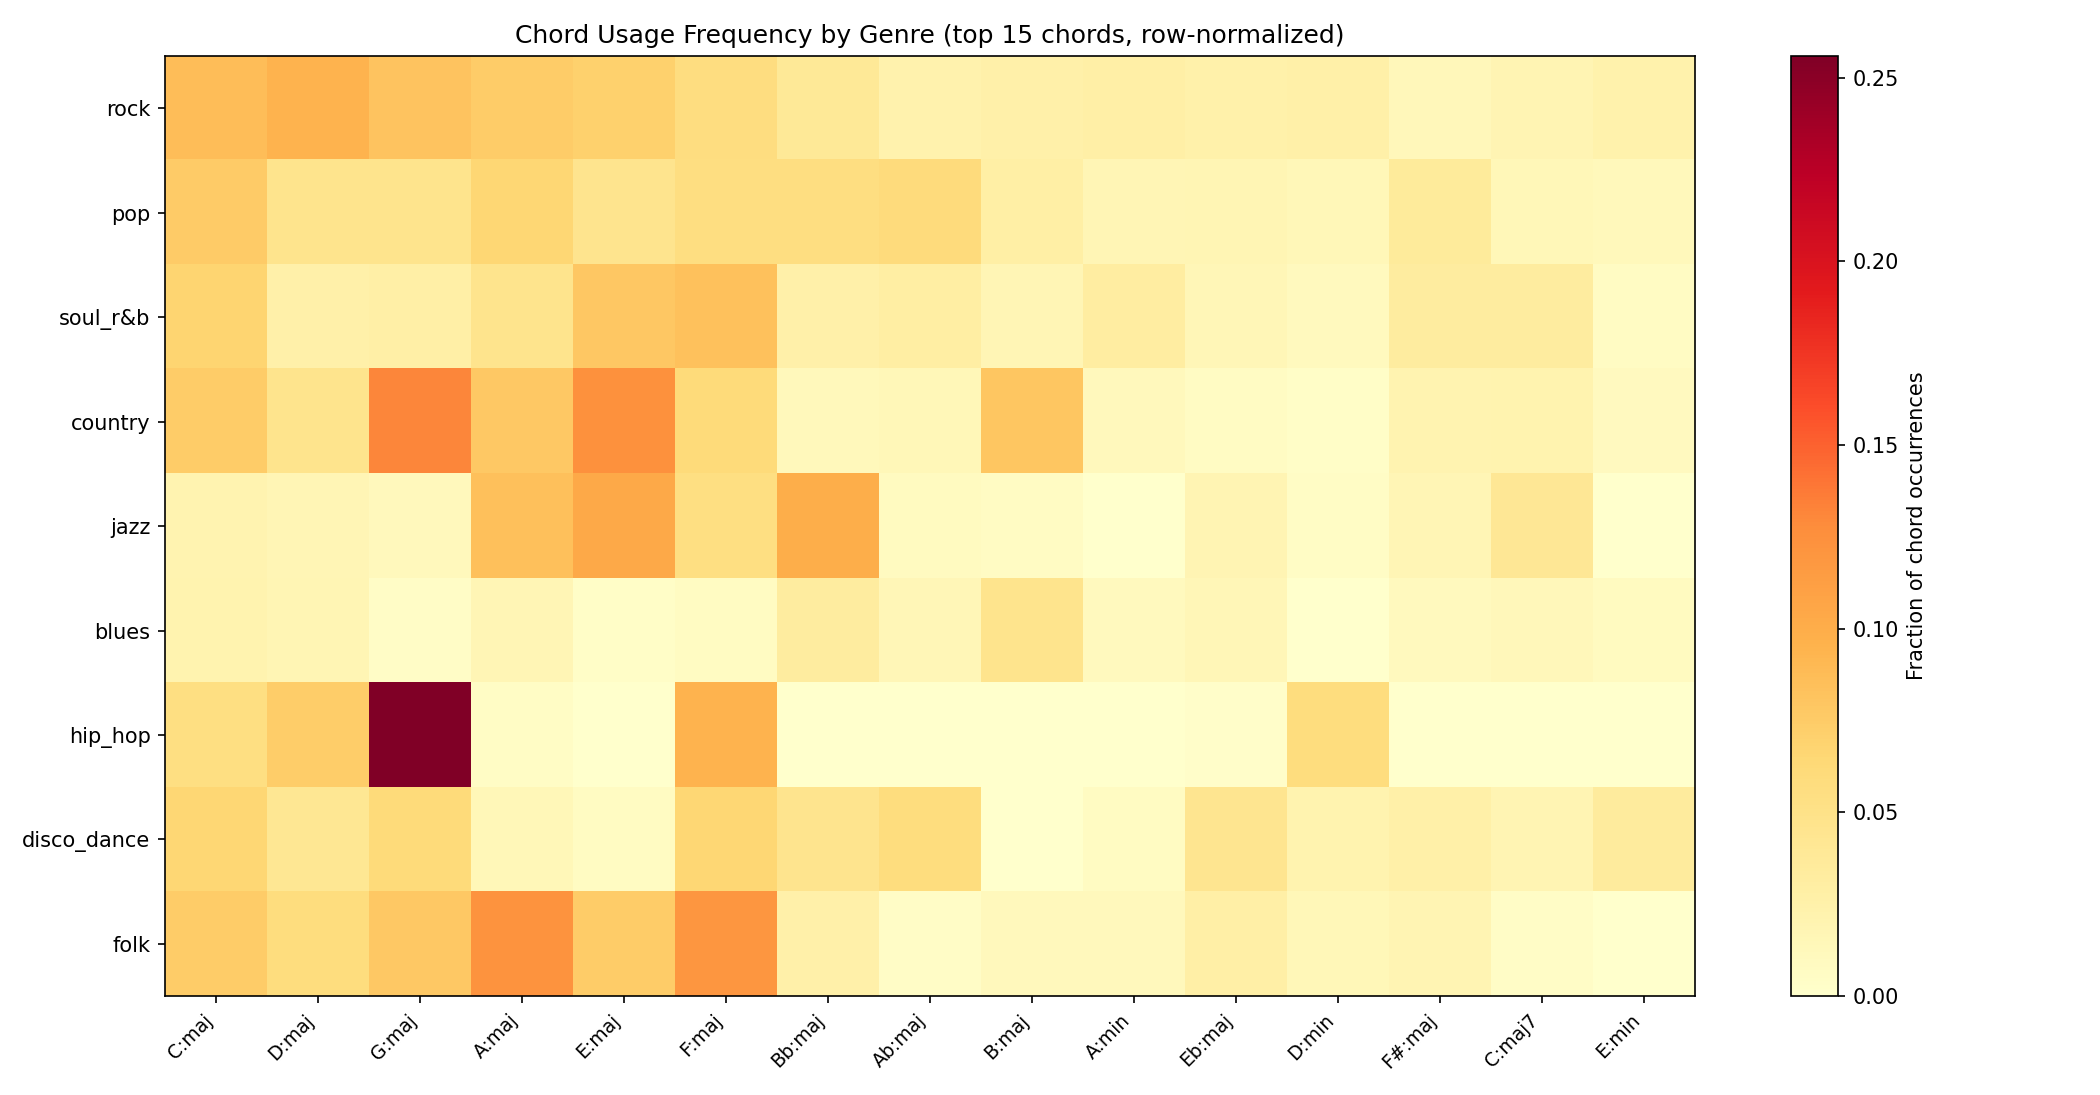 Chord Usage Frequency by Genre (top 15 chords, row-normalized)
rock
pop
soul_r&b
country
jazz
blues
hip_hop
disco_dance
folk
C:maj
D:maj
G:maj
A:maj
E:maj
F:maj
Bb:maj
Ab:maj
B:maj
A:min
Eb:maj
D:min
F#:maj
C:maj7
E:min
0.25
0.20
0.15
0.10
0.05
0.00
Fraction of chord occurrences